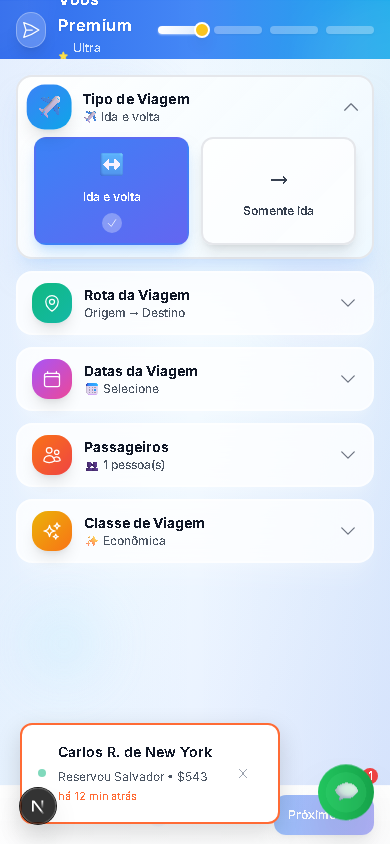 Voos
Premium
Ultra
Tipo de Viagem
Ida e volta
Ida e volta
Somente ida
Rota da Viagem
Origem → Destino
Datas da Viagem
Selecione
Passageiros
1 pessoa(s)
Classe de Viagem
Econômica
Carlos R. de New York
Reservou Salvador • $543
há 12 min atrás
N
1